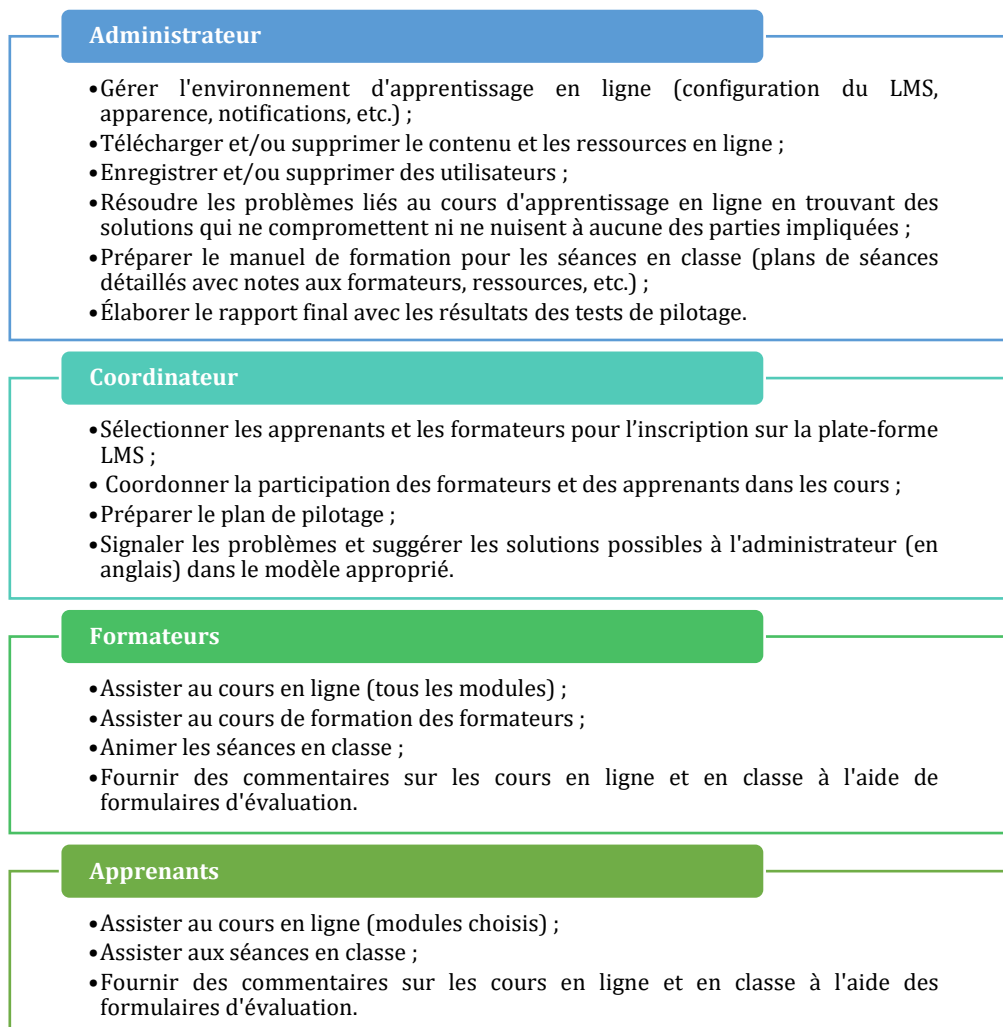 Administrateur
•Gérer l'environnement d'apprentissage en ligne (configuration du LMS,
apparence, notifications, etc.) ;
•Télécharger et/ou supprimer le contenu et les ressources en ligne ;
•Enregistrer et/ou supprimer des utilisateurs ;
•Résoudre les problèmes liés au cours d'apprentissage en ligne en trouvant des
solutions qui ne compromettent ni ne nuisent à aucune des parties impliquées ;
•Préparer le manuel de formation pour les séances en classe (plans de séances
détaillés avec notes aux formateurs, ressources, etc.) ;
•Élaborer le rapport final avec les résultats des tests de pilotage.
Coordinateur
•Sélectionner les apprenants et les formateurs pour l’inscription sur la plate-forme
LMS ;
• Coordonner la participation des formateurs et des apprenants dans les cours ;
•Préparer le plan de pilotage ;
•Signaler les problèmes et suggérer les solutions possibles à l'administrateur (en
anglais) dans le modèle approprié.
Formateurs
•Assister au cours en ligne (tous les modules) ;
•Assister au cours de formation des formateurs ;
•Animer les séances en classe ;
•Fournir des commentaires sur les cours en ligne et en classe à l'aide de
formulaires d'évaluation.
Apprenants
•Assister au cours en ligne (modules choisis) ;
•Assister aux séances en classe ;
•Fournir des commentaires sur les cours en ligne et en classe à l'aide des
formulaires d'évaluation.